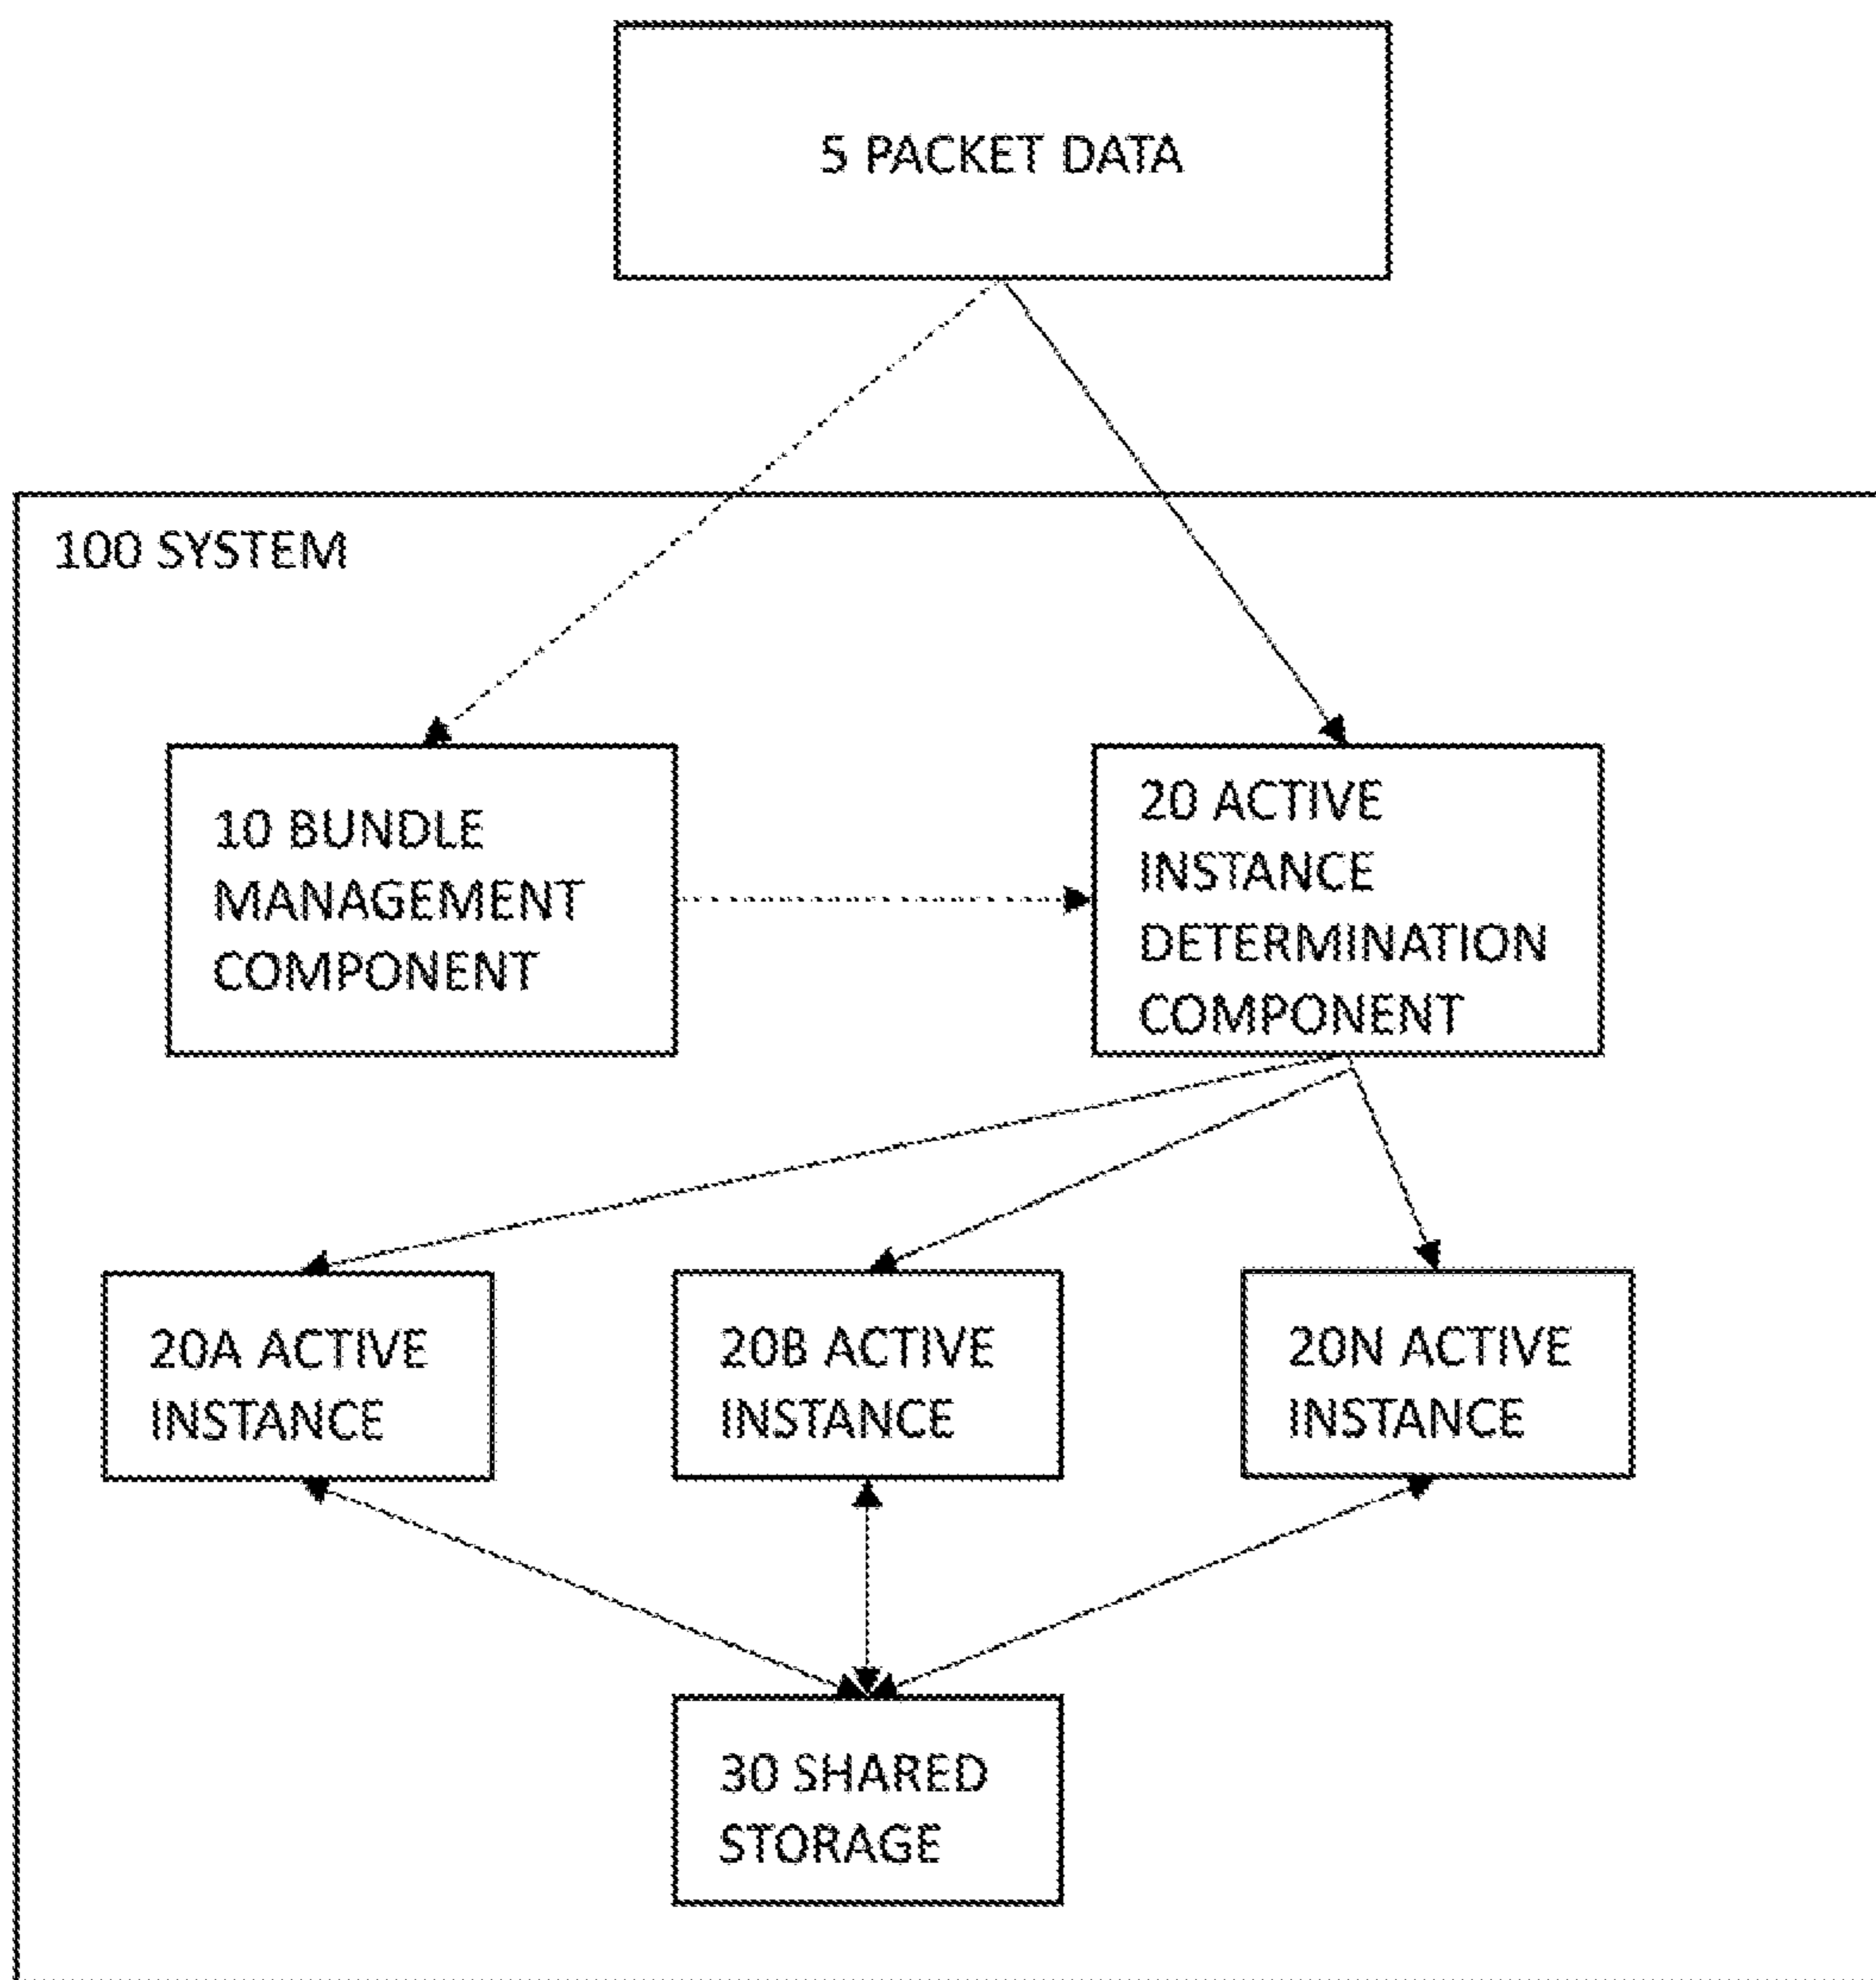 5 PACKET DATA
100 SYSTEM
10 BUNDLE
MANAGEMENT
COMPONENT
20 ACTIVE
INSTANCE
DETERMINATION
COMPONENT
20A ACTIVE
INSTANCE
20B ACTIVE
INSTANCE
20N ACTIVE
INSTANCE
30 SHARED
STORAGE